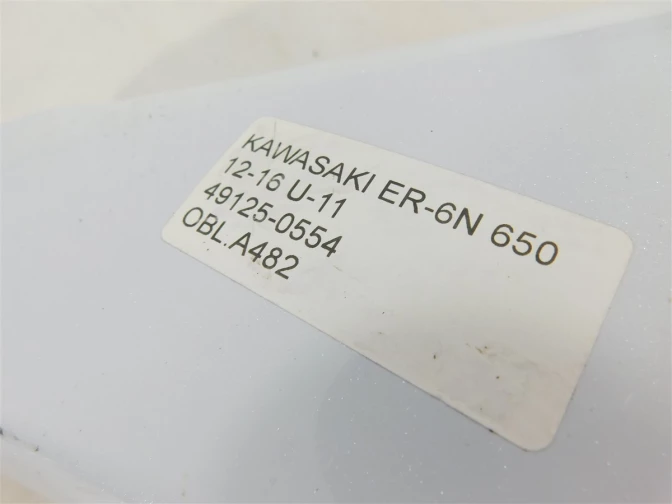 KAWASAKI ER-6N 650
12-16 U-11
49125-0554
OBL.A482